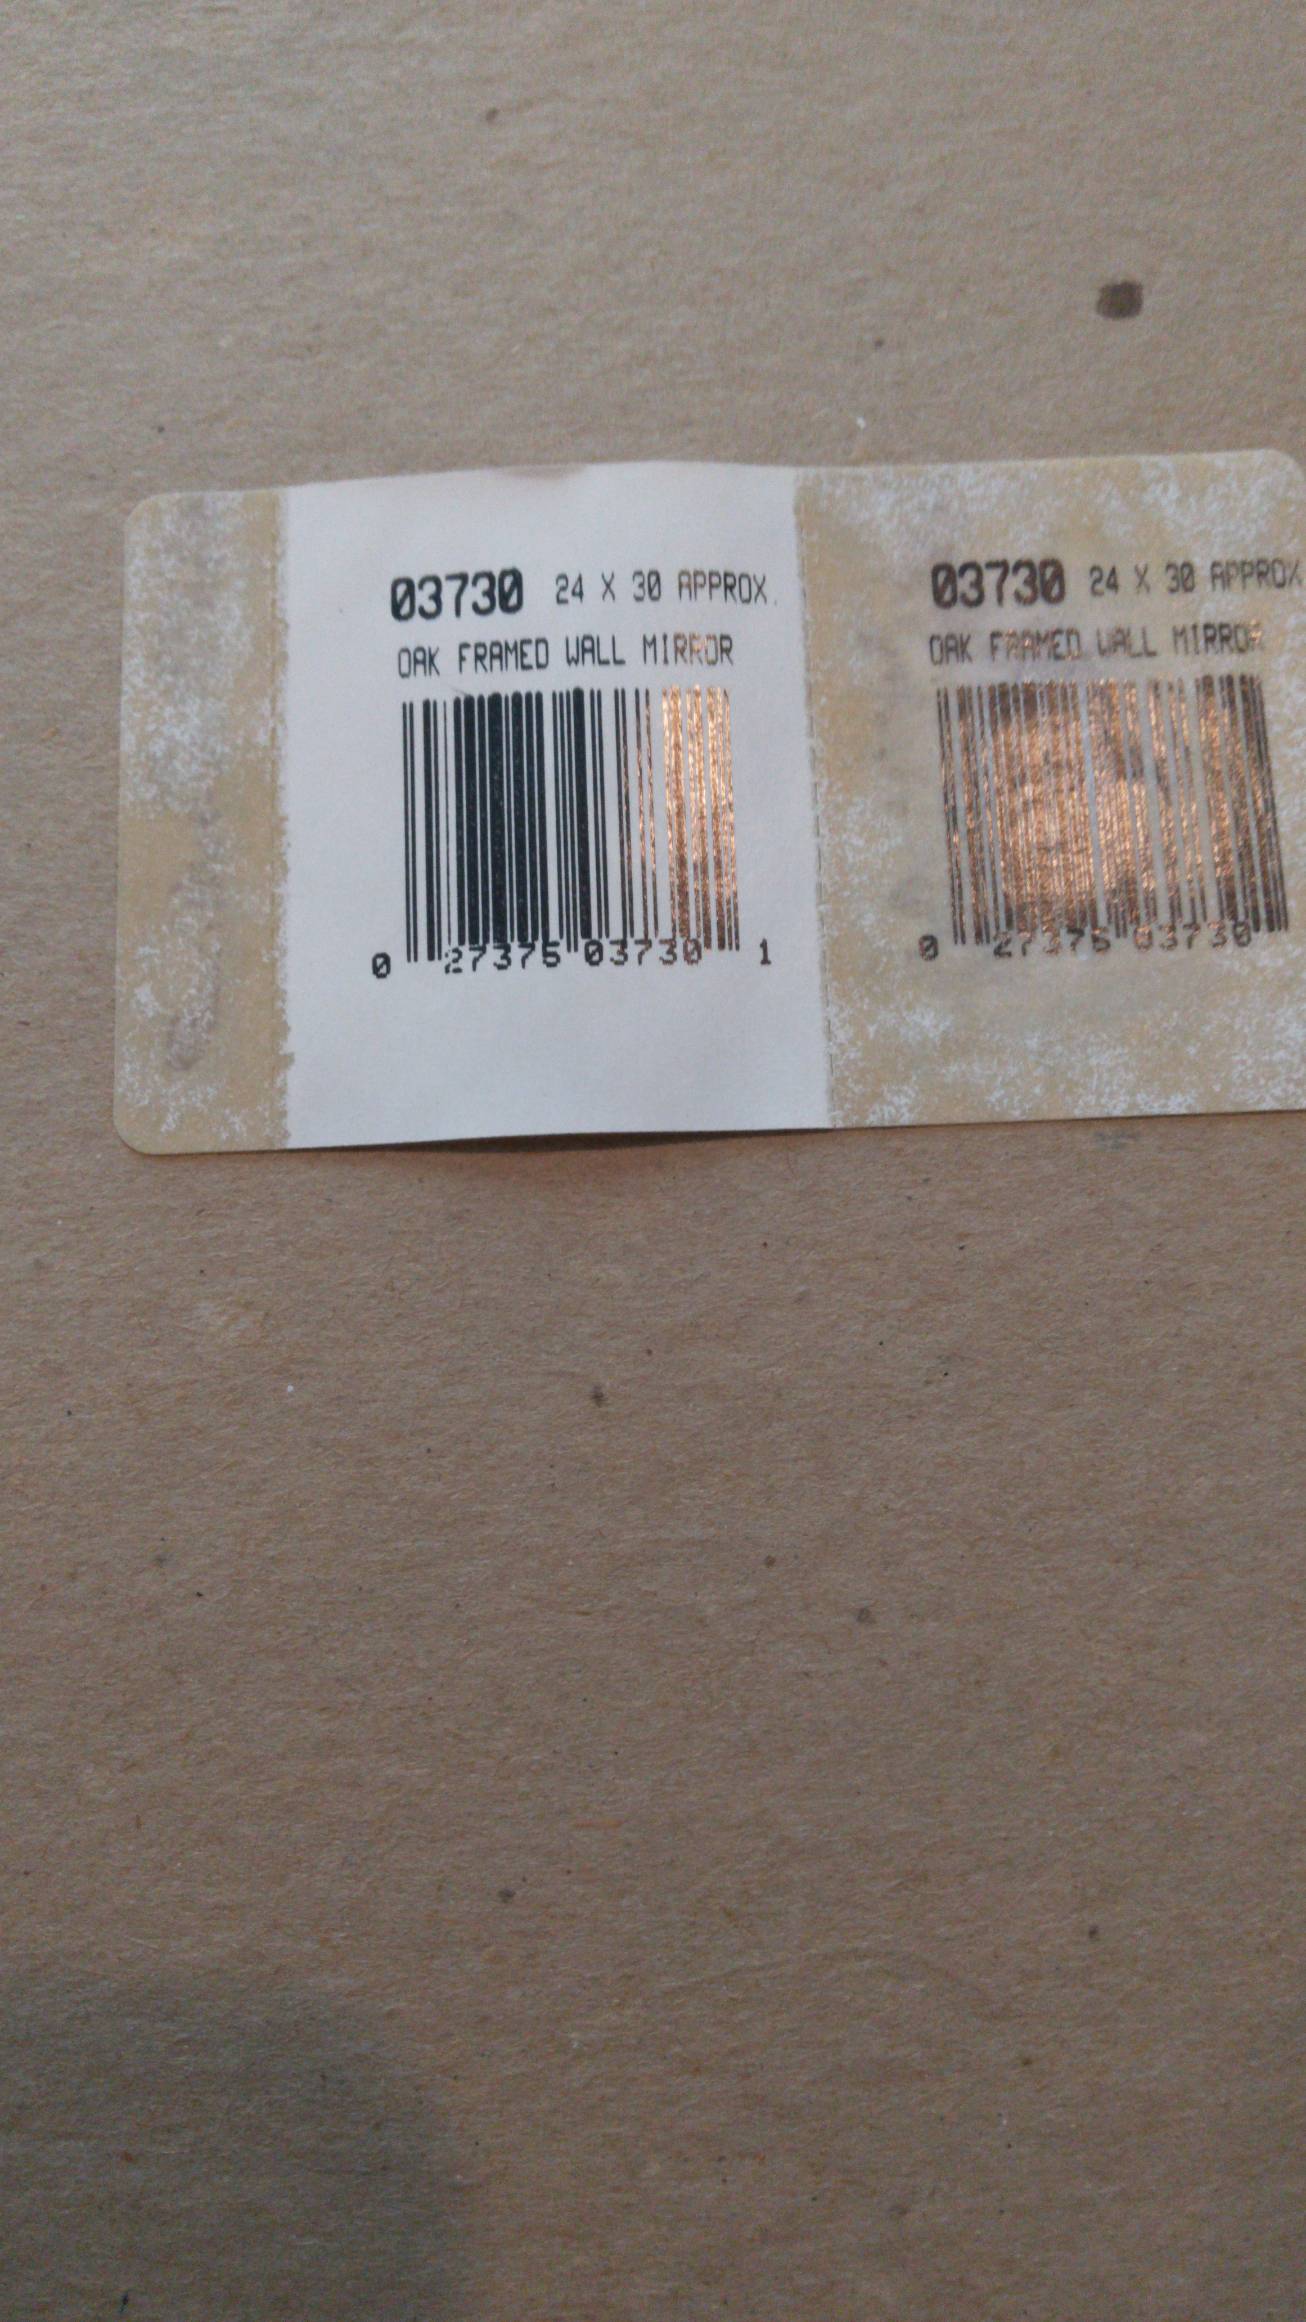 03730 24 X 30 APPROX.
OAK FRAMED WALL MIRROR
0 27375 03730 1
03730 24 X 30 APPROX
OAK FRAMED WALL MIRROR
0 27375 03730